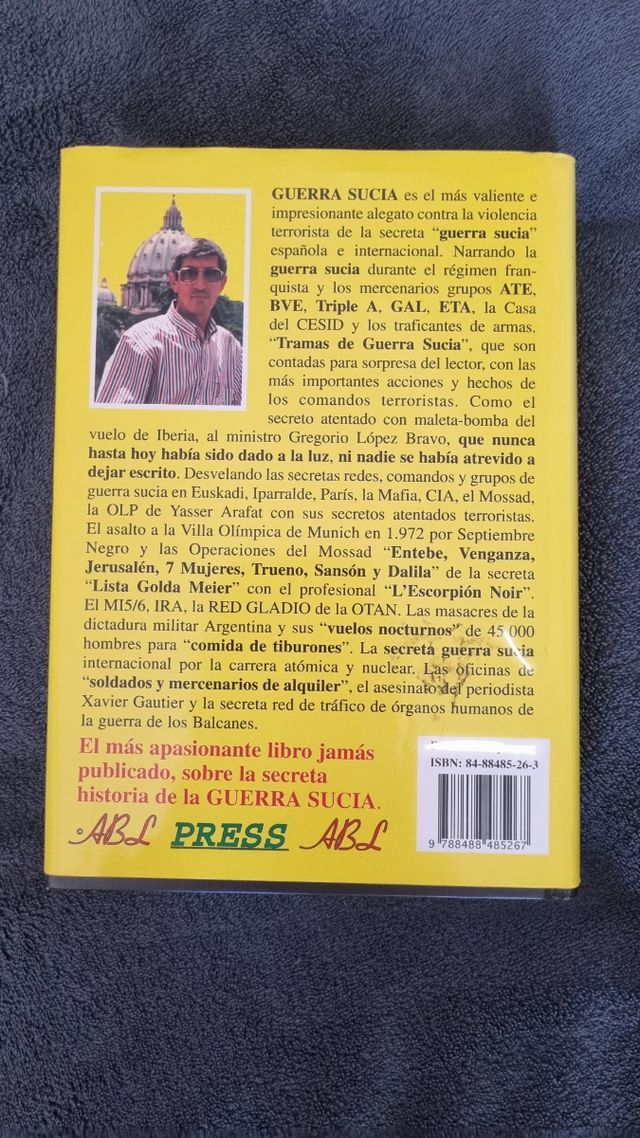 GUERRA SUCIA es el más valiente e
impresionante alegato contra la violencia
terrorista de la secreta “guerra sucia”
española e internacional. Narrando la
guerra sucia durante el régimen fran-
quista y los mercenarios grupos ATE,
BVE, Triple A, GAL, ETA, la Casa
del CESID y los traficantes de armas.
“Tramas de Guerra Sucia”, que son
contadas para sorpresa del lector, con las
más importantes acciones y hechos de
los comandos terroristas. Como el
secreto atentado con maleta-bomba del
vuelo de Iberia, al ministro Gregorio López Bravo, que nunca
hasta hoy había sido dado a la luz, ni nadie se había atrevido a
dejar escrito. Desvelando las secretas redes, comandos y grupos de
guerra sucia en Euskadi, Iparralde, París, la Mafia, CIA, el Mossad,
la OLP de Yasser Arafat con sus secretos atentados terroristas.
El asalto a la Villa Olímpica de Munich en 1.972 por Septiembre
Negro y las Operaciones del Mossad “Entebe, Venganza,
Jerusalén, 7 Mujeres, Trueno, Sansón y Dalila” de la secreta
“Lista Golda Meier” con el profesional “L’Escorpión Noir”.
El MI5/6, IRA, la RED GLADIO de la OTAN. Las masacres de la
dictadura militar Argentina y sus “vuelos nocturnos” de 45.000
hombres para “comida de tiburones”. La secreta guerra sucia
internacional por la carrera atómica y nuclear. Las oficinas de
“soldados y mercenarios de alquiler”, el asesinato del periodista
Xavier Gautier y la secreta red de tráfico de órganos humanos de
la guerra de los Balcanes.
El más apasionante libro jamás
publicado, sobre la secreta
historia de la GUERRA SUCIA.
©ABL PRESS ABL
ISBN: 84-88485-26-3
9 788488 485267